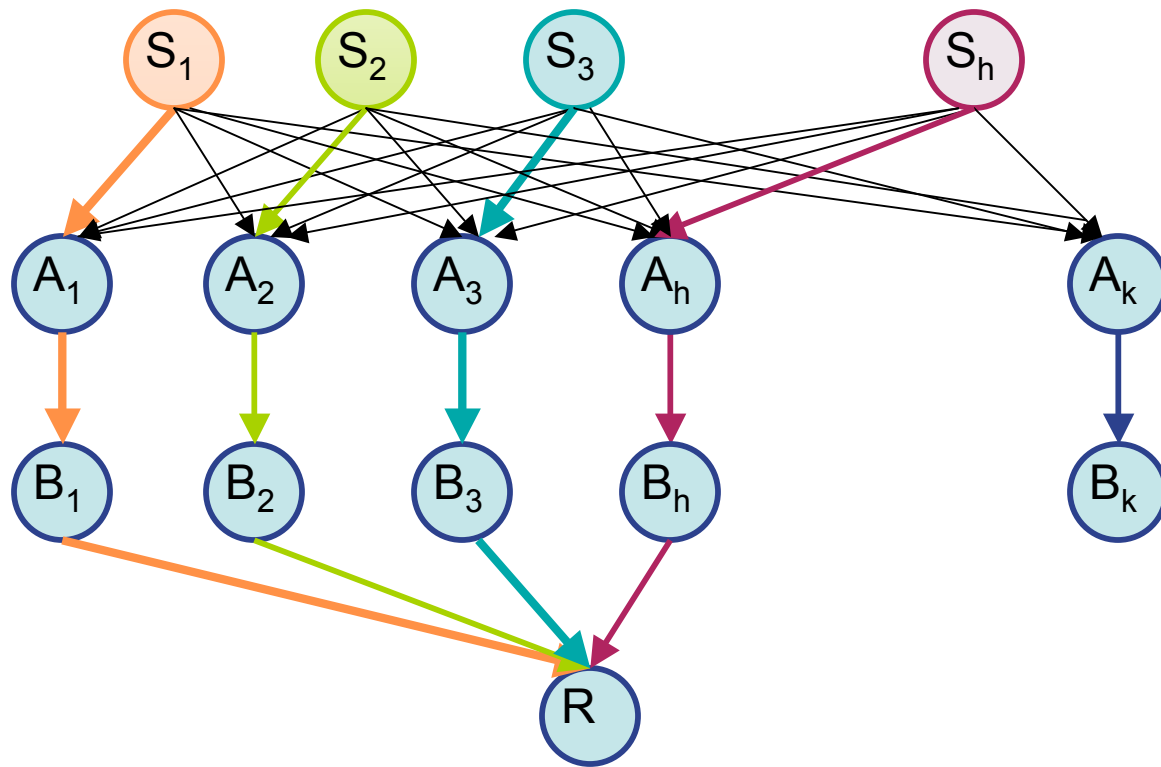 S₁ S₂ S₃ Sₕ
A₁ A₂ A₃ Aₕ Aₖ
B₁ B₂ B₃ Bₕ Bₖ
R